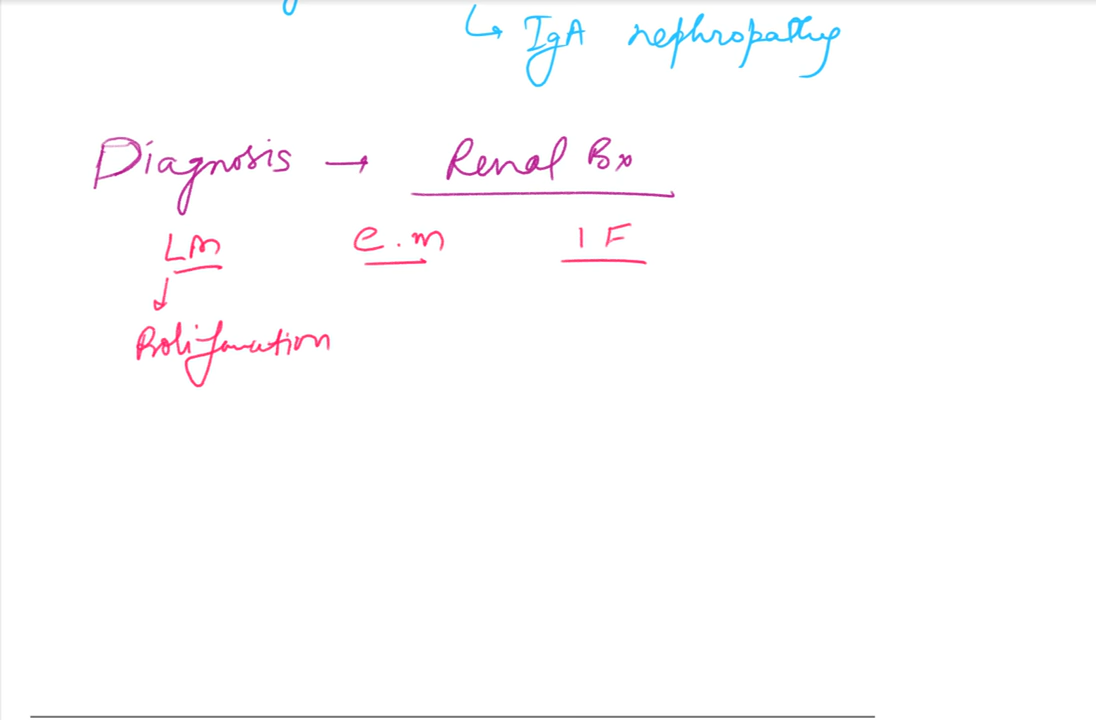 ↳ IgA nephropathy
Diagnosis → Renal Bx
LM e.m IF
↓
Proliferation